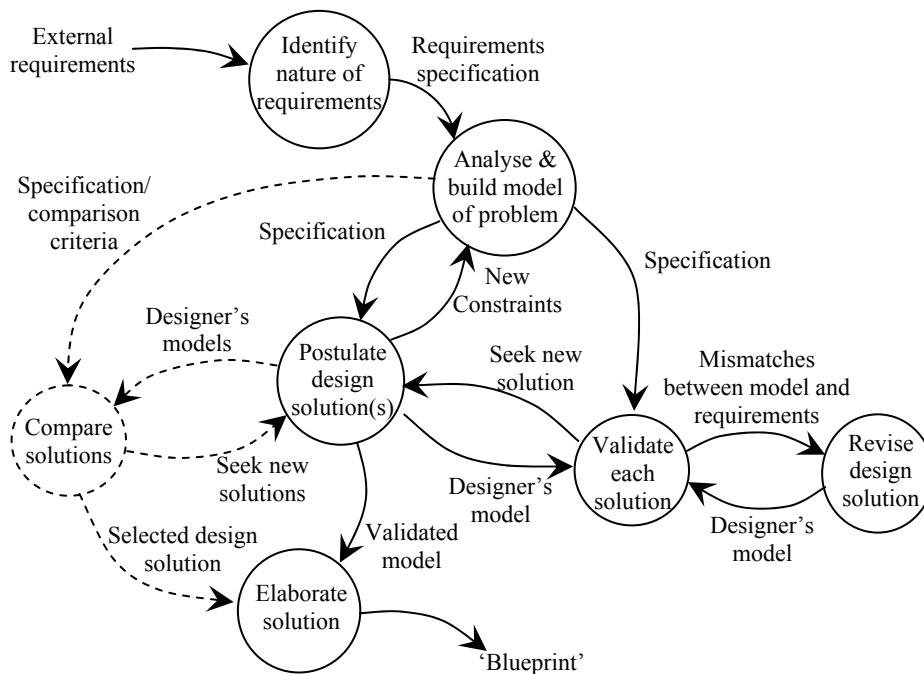 External
requirements
Identify
nature of
requirements
Requirements
specification
Analyse &
build model
of problem
Specification/
comparison
criteria
Specification
Specification
New
Constraints
Designer’s
models
Postulate
design
solution(s)
Seek new
solution
Mismatches
between model and
requirements
Compare
solutions
Seek new
solutions
Designer’s
model
Validate
each
solution
Revise
design
solution
Designer’s
model
Selected design
solution
Validated
model
Elaborate
solution
‘Blueprint’